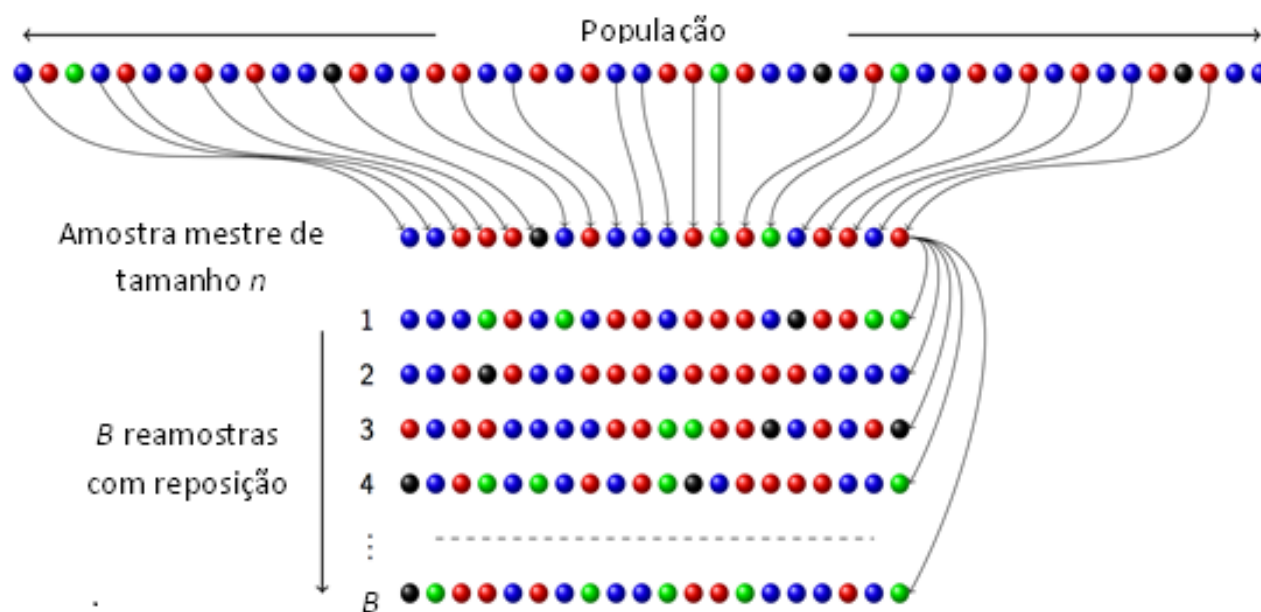 População
Amostra mestre de
tamanho n
1
2
B reamostras
com reposição
3
4
⋮
B
.